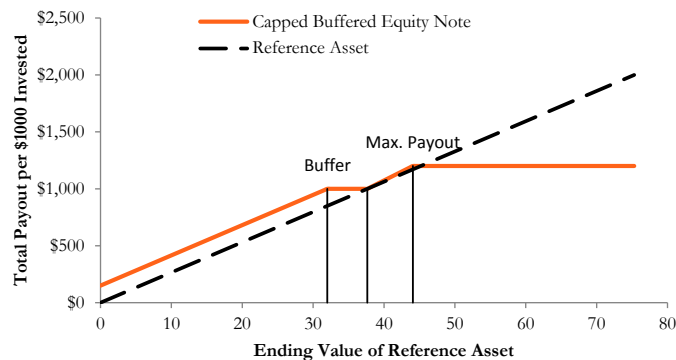 $2,500
Capped Buffered Equity Note
Reference Asset
$2,000
$1,500
Max. Payout
Buffer
$1,000
$500
$0
Total Payout per $1000 Invested
0 10 20 30 40 50 60 70 80
Ending Value of Reference Asset